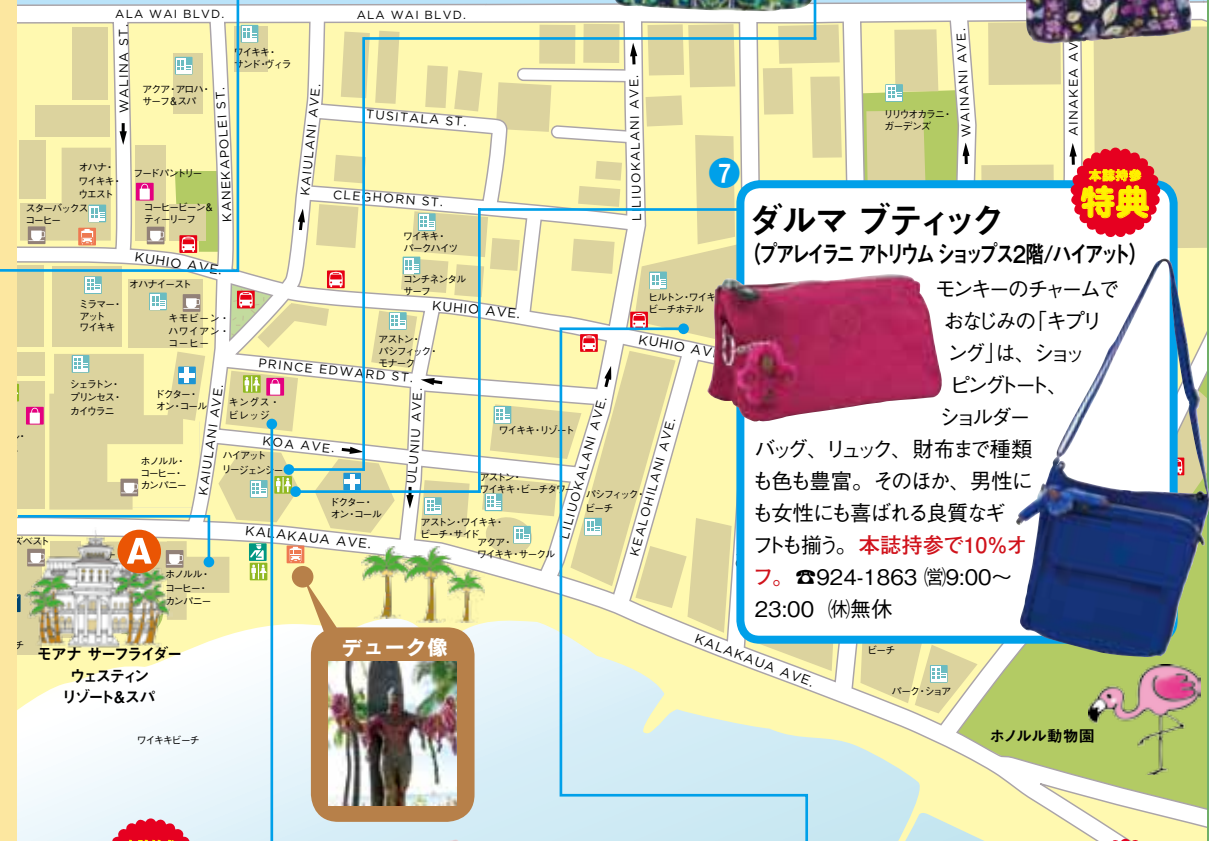 ALA WAI BLVD.
ALA WAI BLVD.
WALINA ST.
ワイキキ・
サンド・ヴィラ
アクア・アロハ・
サーフ&スパ
KANEKAPOLEI ST.
KAIULANI AVE.
TUSITALA ST.
LILIUOKALANI AVE.
リリウオカラニ・
ガーデンズ
WAINANI AVE.
AINAKEA AV
オハナ・
ワイキキ・
ウエスト
フードパントリー
スターバックス
コーヒー
コーヒービーン&
ティーリーフ
CLEGHORN ST.
ワイキキ・
パークハイツ
コンチネンタル
サーフ
KUHIO AVE.
ミラマー・
アット
ワイキキ
オハナイースト
キモビーン・
ハワイアン・
コーヒー
KUHIO AVE.
アストン・
パシフィック・
モナーク
ヒルトン・ワイキ
ビーチホテル
KUHIO AV
7
本誌持参
特典
ダルマ ブティック
(プアレイラニ アトリウム ショップス2階/ハイアット)
モンキーのチャームで
おなじみの「キプリ
ング」は、ショッ
ピングトート、
ショルダー
バッグ、リュック、財布まで種類
も色も豊富。そのほか、男性に
も女性にも喜ばれる良質なギ
フトも揃う。本誌持参で10%オ
フ。☎924-1863 ㊡9:00〜
23:00 ㊡無休
PRINCE EDWARD ST.
シェラトン・
プリンセス・
カイウラニ
ドクター・
オン・コール
キングス・
ビレッジ
KOA AVE.
ULUNIU AVE.
ワイキキ・リゾート
LILIUOKALANI AVE.
KEALOHILANI AVE.
KAIULANI AVE.
ホノルル・
コーヒー・
カンパニー
ハイアット
リージェンシー
ドクター・
オン・コール
アストン・
ワイキキ・ビーチタワー
パシフィック・
ビーチ
アストン・ワイキキ・
ビーチ・サイド
アクア・
ワイキキ・サークル
KALAKAUA AVE.
ズベスト
A
ホノルル・
コーヒー・
カンパニー
モアナ サーフライダー
ウェスティン
リゾート&スパ
ワイキキビーチ
デューク像
KALAKAUA AVE.
ビーチ
パーク・ショア
ホノルル動物園